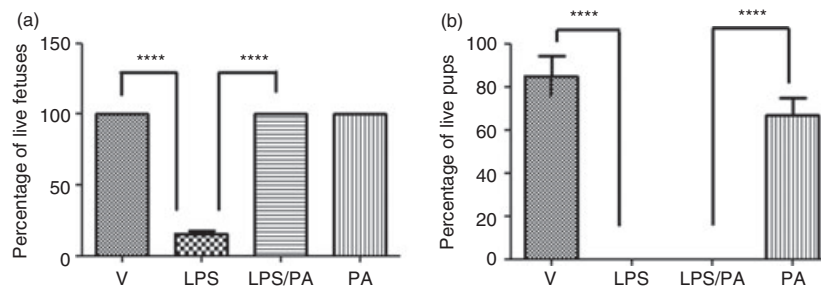 (a)
Percentage of live fetuses
150
100
50
0
****
****
V LPS LPS/PA PA
(b)
Percentage of live pups
100
80
60
40
20
0
****
****
V LPS LPS/PA PA